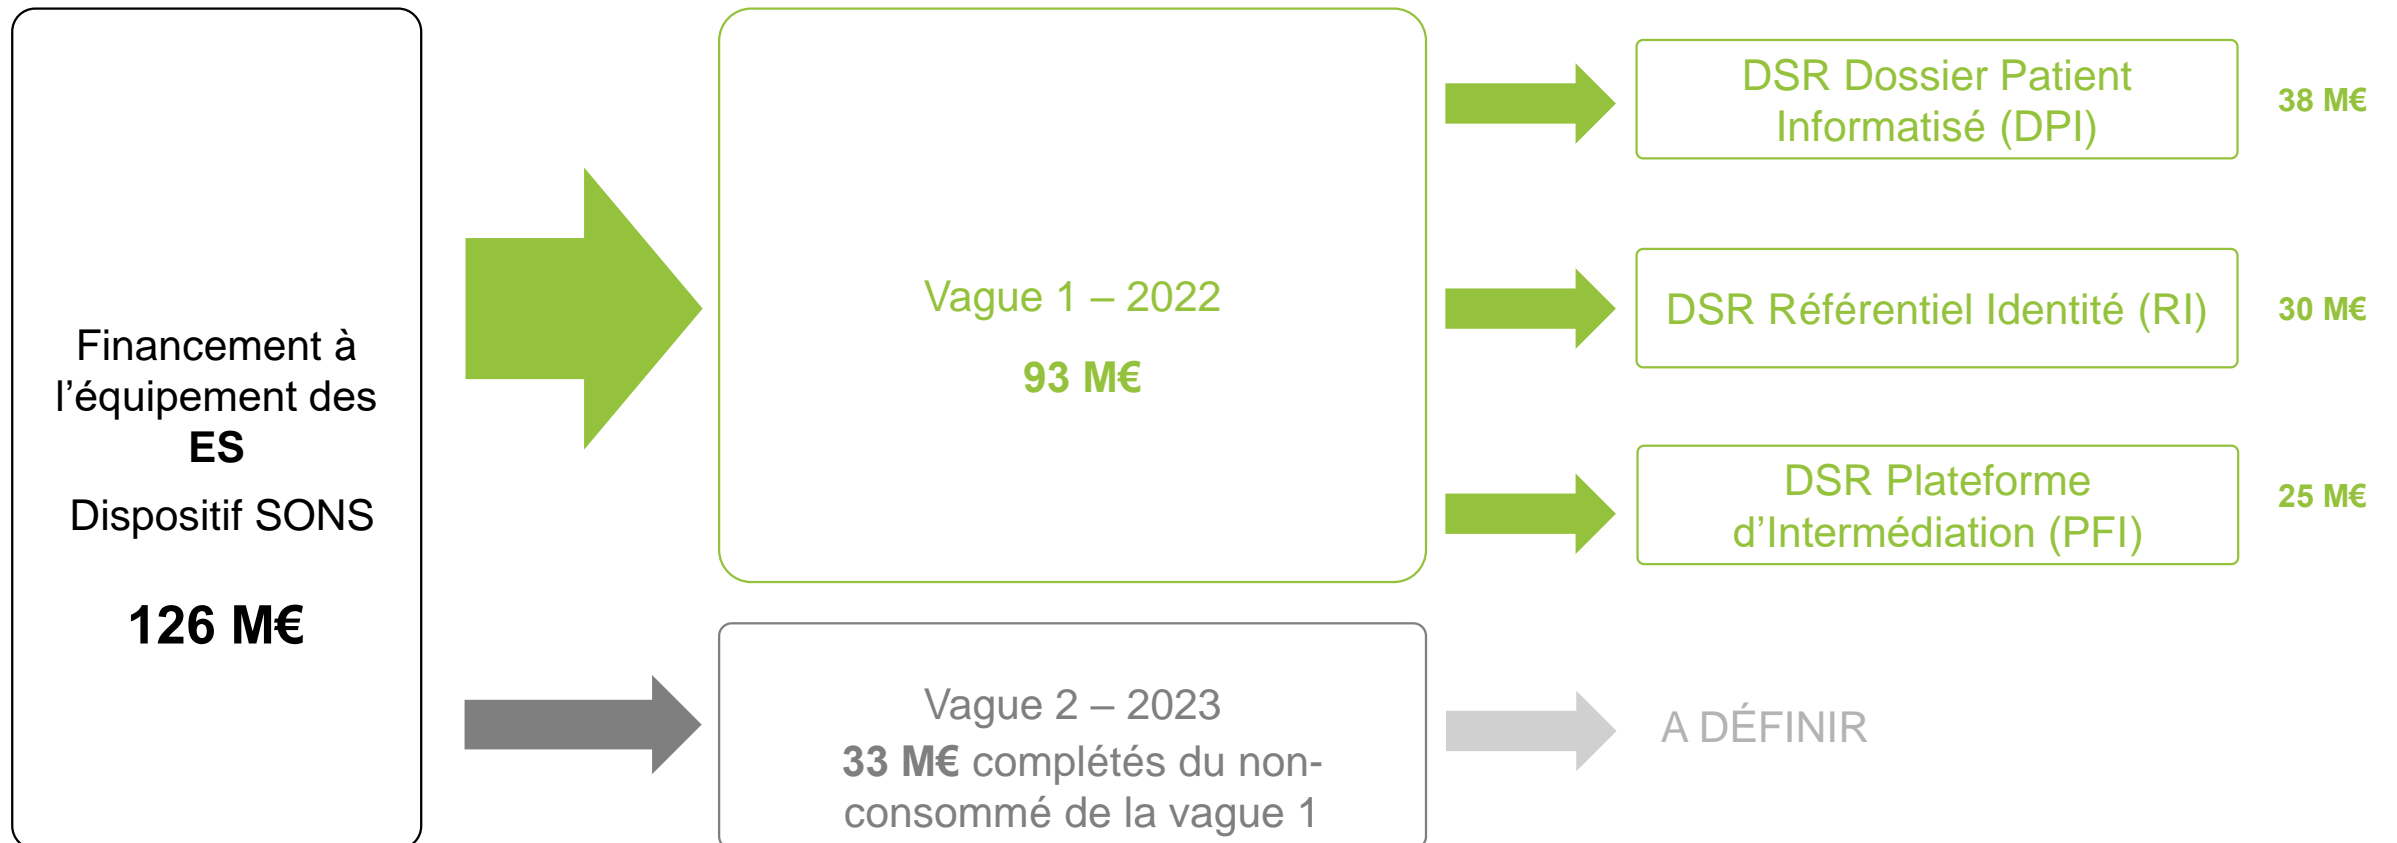 Financement à
l’équipement des
ES
Dispositif SONS
126 M€
Vague 1 – 2022
93 M€
DSR Dossier Patient
Informatisé (DPI)
38 M€
DSR Référentiel Identité (RI)
30 M€
DSR Plateforme
d’Intermédiation (PFI)
25 M€
Vague 2 – 2023
33 M€ complétés du non-
consommé de la vague 1
A DÉFINIR